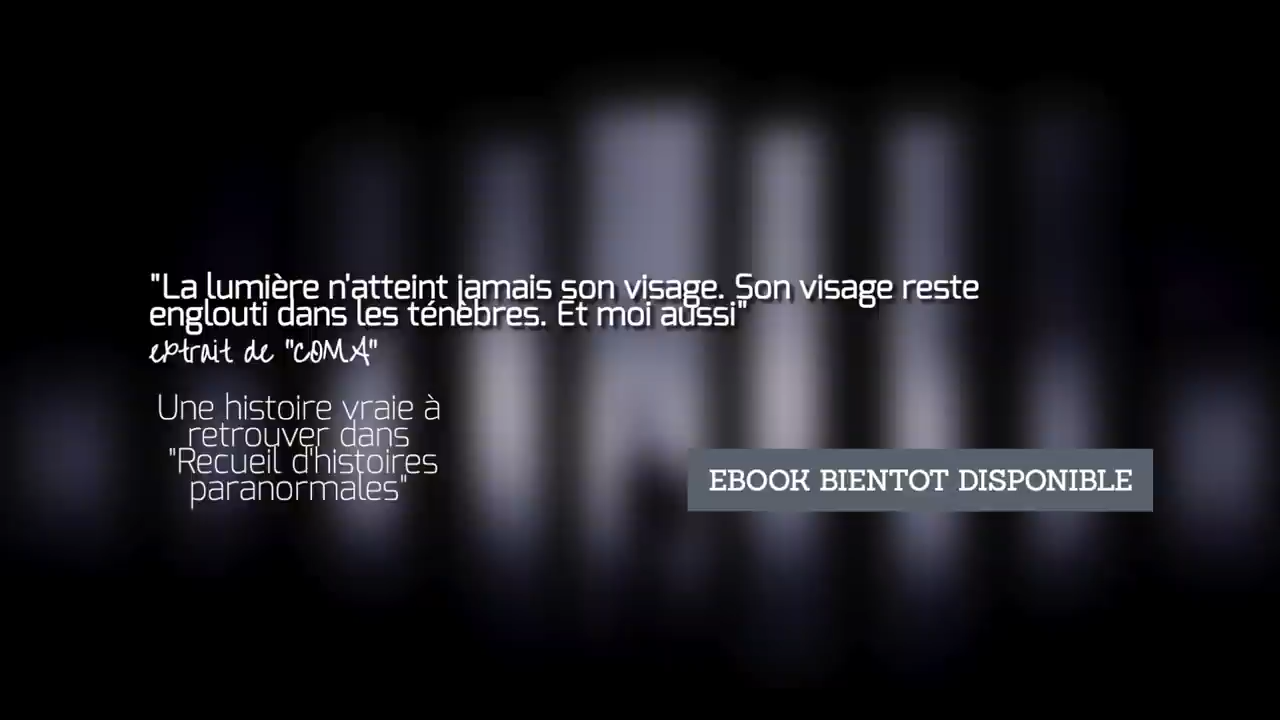 "La lumière n'atteint jamais son visage. Son visage reste
englouti dans les ténèbres. Et moi aussi"
extrait de "COMA"
Une histoire vraie à
retrouver dans
"Recueil d'histoires
paranormales"
EBOOK BIENTOT DISPONIBLE